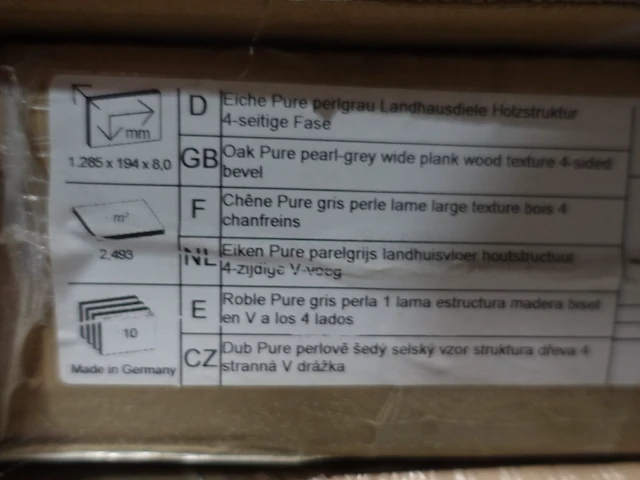 mm
1.285 x 194 x 8,0
m²
2,493
10
Made in Germany
D
Eiche Pure perlgrau Landhausdiele Holzstruktur
4-seitige Fase
GB
Oak Pure pearl-grey wide plank wood texture 4-sided
bevel
F
Chêne Pure gris perle lame large texture bois 4
chanfreins
NL
Eiken Pure parelgrijs landhuisvloer houtstructuur
4-zijdige V-voeg
E
Roble Pure gris perla 1 lama estructura madera bisel
en V a los 4 lados
CZ
Dub Pure perlově šedý selský vzor struktura dřeva 4
stranná V drážka